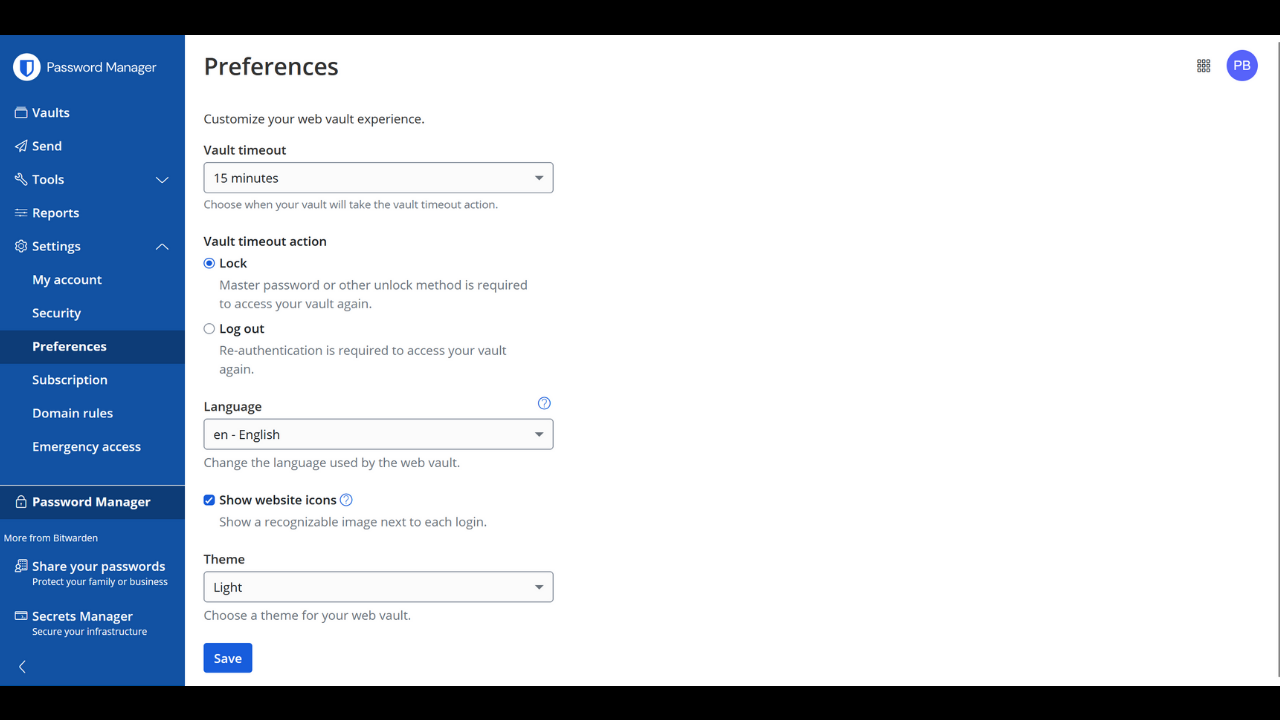 Password Manager
Vaults
Send
Tools
Reports
Settings
My account
Security
Preferences
Subscription
Domain rules
Emergency access
Password Manager
More from Bitwarden
Share your passwords
Protect your family or business
Secrets Manager
Secure your infrastructure
Preferences
PB
Customize your web vault experience.
Vault timeout
15 minutes
Choose when your vault will take the vault timeout action.
Vault timeout action
Lock
Master password or other unlock method is required
to access your vault again.
Log out
Re-authentication is required to access your vault
again.
Language
en - English
Change the language used by the web vault.
Show website icons
Show a recognizable image next to each login.
Theme
Light
Choose a theme for your web vault.
Save